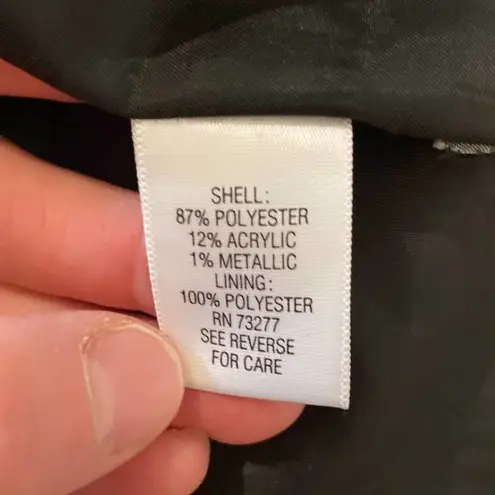 SHELL:
87% POLYESTER
12% ACRYLIC
1% METALLIC
LINING:
100% POLYESTER
RN 73277
SEE REVERSE
FOR CARE